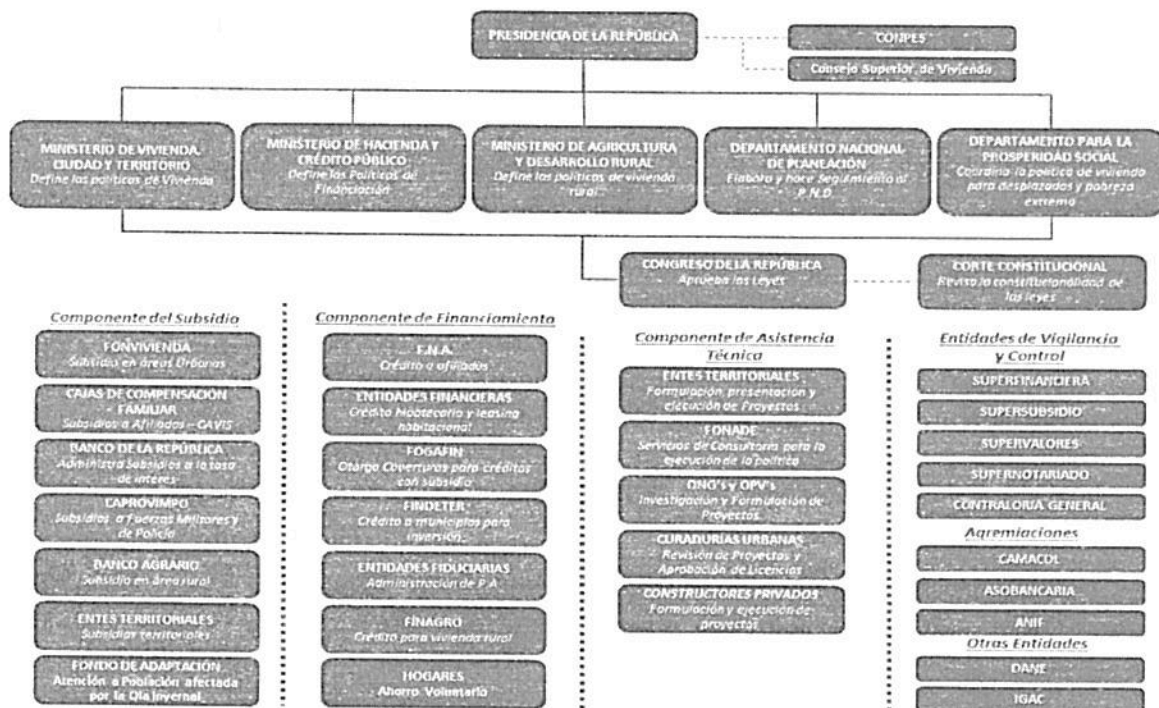 PRESIDENCIA DE LA REPÚBLICA
CONPES
Consejo Superior de Vivienda
MINISTERIO DE VIVIENDA,
CIUDAD Y TERRITORIO
Define las políticas de Vivienda
MINISTERIO DE HACIENDA Y
CRÉDITO PÚBLICO
Define las Políticas de
Financiación
MINISTERIO DE AGRICULTURA
Y DESARROLLO RURAL
Define las políticas de vivienda
rural
DEPARTAMENTO NACIONAL
DE PLANEACIÓN
Elabora y hace Seguimiento al
P.N.D.
DEPARTAMENTO PARA LA
PROSPERIDAD SOCIAL
Coordina la política de vivienda
para desplazados y pobreza
extrema
CONGRESO DE LA REPÚBLICA
Aprueba las Leyes
CORTE CONSTITUCIONAL
Revisa la constitucionalidad de
las leyes
Componente del Subsidio
FONVIVIENDA
Subsidio en áreas Urbanas
CAJAS DE COMPENSACIÓN
- FAMILIAR
Subsidios a Afiliados – CAVIS
BANCO DE LA REPÚBLICA
Administra Subsidios a la tasa
de interés
CAPROVIMPO
Subsidios a Fuerzas Militares y
de Policía
BANCO AGRARIO
Subsidio en área rural
ENTES TERRITORIALES
Subsidios territoriales
FONDO DE ADAPTACIÓN
Atención a Población afectada
por la Ola Invernal
Componente de Financiamiento
F.N.A.
Crédito a afiliados
ENTIDADES FINANCIERAS
Crédito hipotecario y leasing
habitacional
FOGAFIN
Otorga Coberturas para créditos
con subsidio
FINDETER
Crédito a municipios para
inversión
ENTIDADES FIDUCIARIAS
Administración de P.A
FINAGRO
Crédito para vivienda rural
HOGARES
Ahorro Voluntario
Componente de Asistencia
Técnica
ENTES TERRITORIALES
Formulación, presentación y
ejecución de Proyectos
FONADE
Servicios de Consultoría para la
ejecución de la política
ONG's y OPV's
Investigación y Formulación de
Proyectos
CURADURÍAS URBANAS
Revisión de Proyectos y
Aprobación de Licencias
CONSTRUCTORES PRIVADOS
Formulación y ejecución de
proyectos
Entidades de Vigilancia
y Control
SUPERFINANCIERA
SUPERSUBSIDIO
SUPERVALORES
SUPERNOTARIADO
CONTRALORIA GENERAL
Agremiaciones
CAMACOL
ASOBANCARIA
ANIF
Otras Entidades
DANE
IGAC